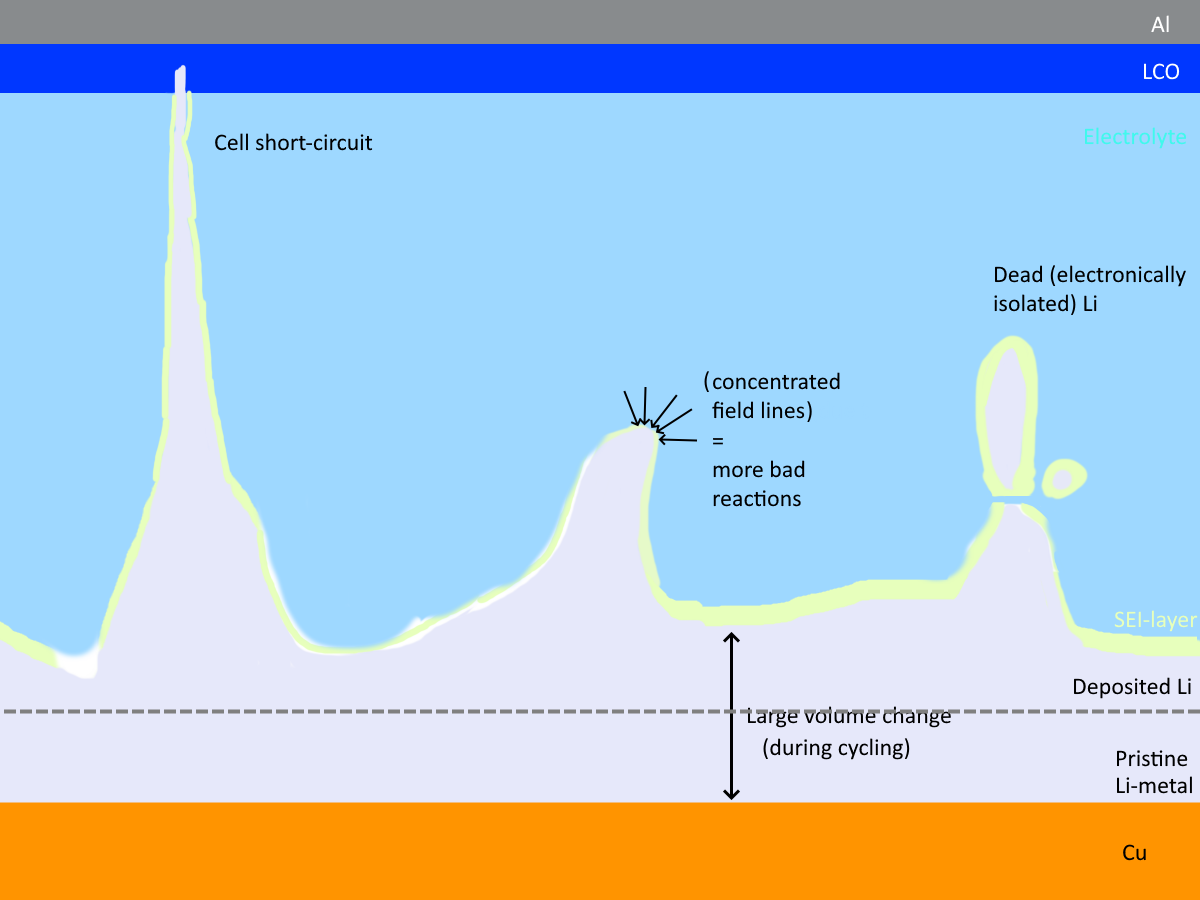 Al
LCO
Electrolyte
Cell short-circuit
Dead (electronically
isolated) Li
(concentrated
field lines)
=
more bad
reactions
SEI-layer
Deposited Li
Large volume change
(during cycling)
Pristine
Li-metal
Cu